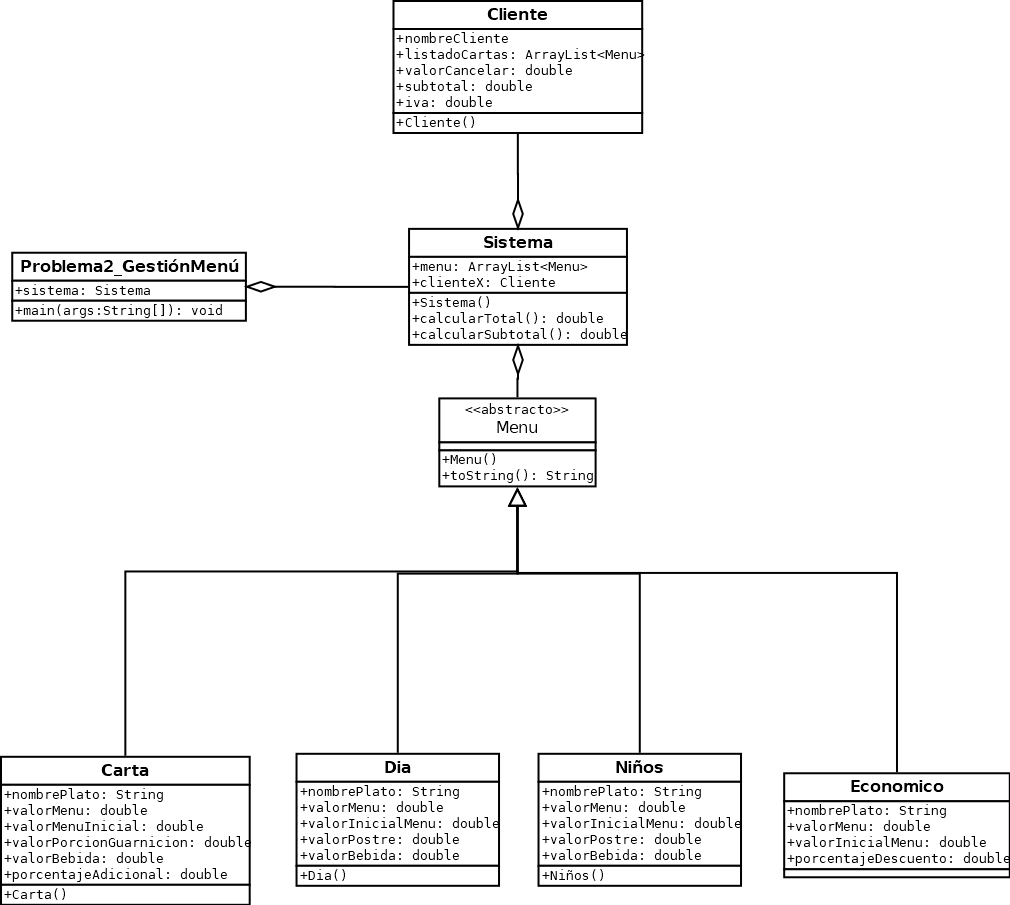 Cliente
+nombreCliente
+listadoCartas: ArrayList<Menu>
+valorCancelar: double
+subtotal: double
+iva: double
+Cliente()
Problema2_GestiónMenú
+sistema: Sistema
+main(args:String[]): void
Sistema
+menu: ArrayList<Menu>
+clienteX: Cliente
+Sistema()
+calcularTotal(): double
+calcularSubtotal(): double
<<abstracto>>
Menu
+Menu()
+toString(): String
Carta
+nombrePlato: String
+valorMenu: double
+valorMenuInicial: double
+valorPorcionGuarnicion: double
+valorBebida: double
+porcentajeAdicional: double
+Carta()
Dia
+nombrePlato: String
+valorMenu: double
+valorInicialMenu: double
+valorPostre: double
+valorBebida: double
+Dia()
Niños
+nombrePlato: String
+valorMenu: double
+valorInicialMenu: double
+valorPostre: double
+valorBebida: double
+Niños()
Economico
+nombrePlato: String
+valorMenu: double
+valorInicialMenu: double
+porcentajeDescuento: double